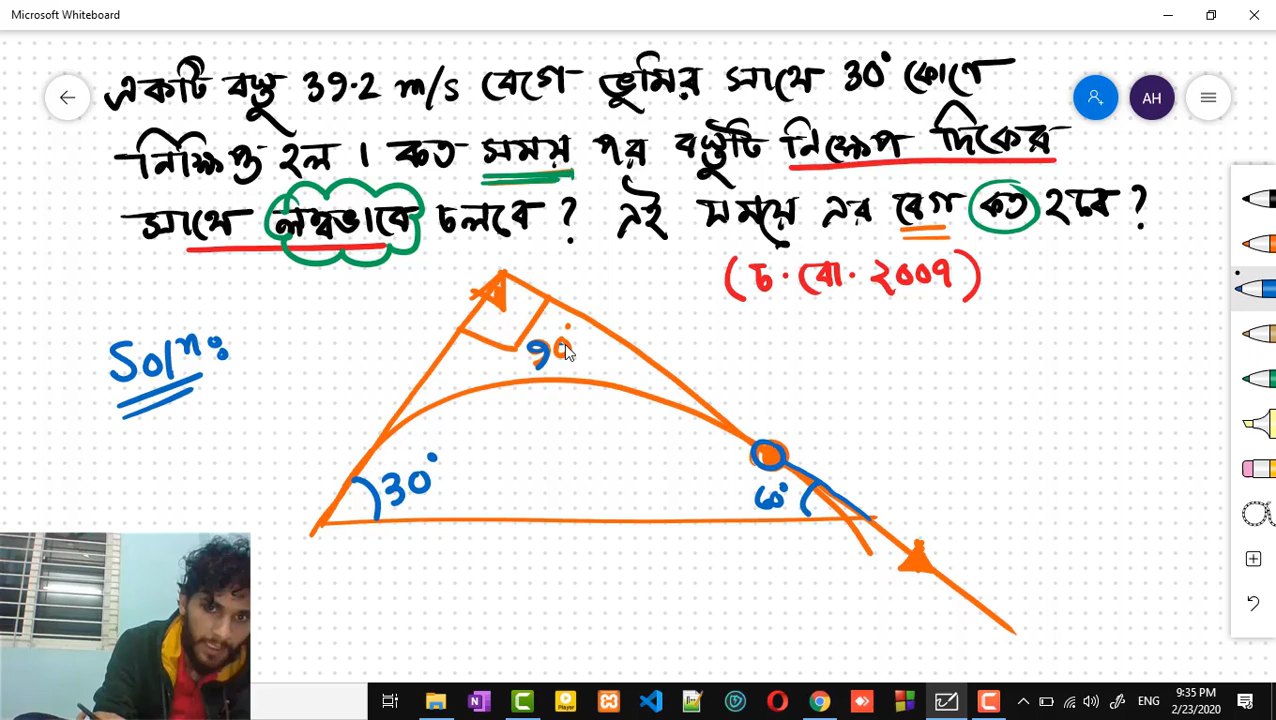 Microsoft Whiteboard
একটি বস্তু 39.2 m/s বেগে ভূমির সাথে 30° কোণে
নিক্ষিপ্ত হল । কত সময় পর বস্তুটি নিক্ষেপ দিকের
সাথে লম্বভাবে চলবে ? এই সময়ে এর বেগ কত হবে ?
(ঢ. বো. ২০০৭)
AH
Solⁿ:
90°
30°
60°
ENG
9:35 PM
2/23/2020